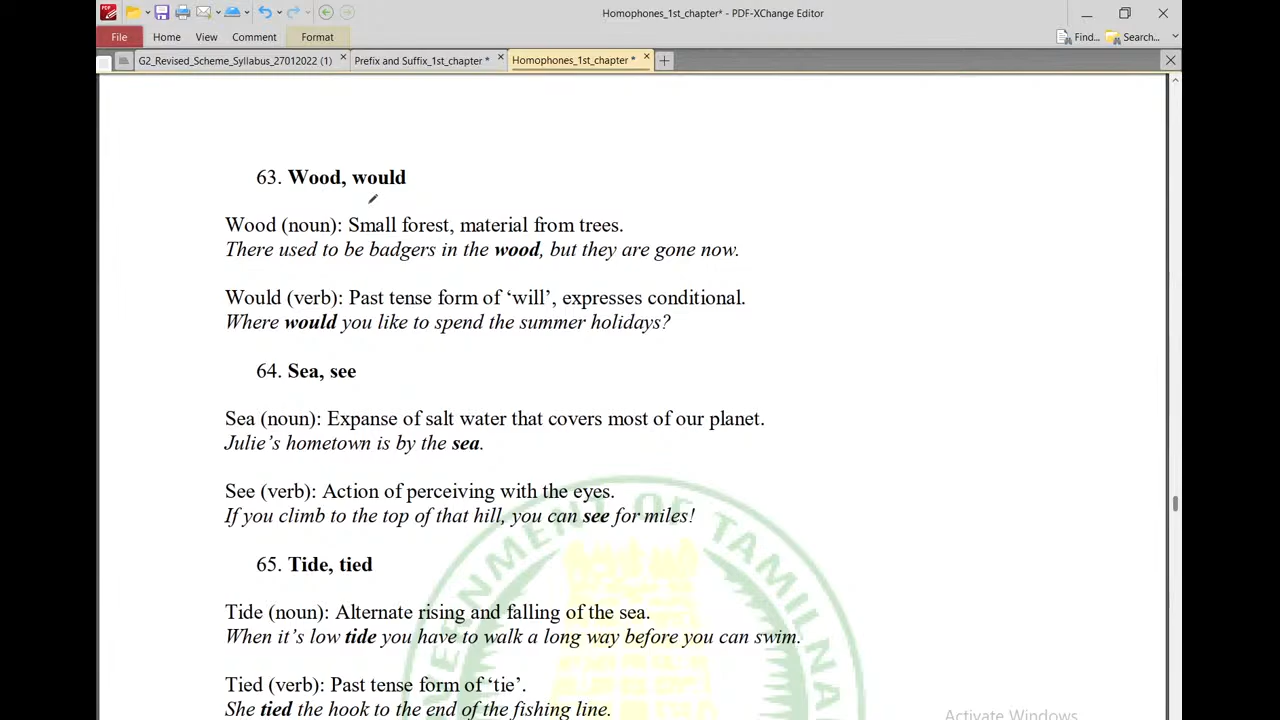 Homophones_1st_chapter* - PDF-XChange Editor
File Home View Comment Format Find... Search...
G2_Revised_Scheme_Syllabus_27012022 (1) Prefix and Suffix_1st_chapter * Homophones_1st_chapter *
63. Wood, would
Wood (noun): Small forest, material from trees.
There used to be badgers in the wood, but they are gone now.
Would (verb): Past tense form of ‘will’, expresses conditional.
Where would you like to spend the summer holidays?
64. Sea, see
Sea (noun): Expanse of salt water that covers most of our planet.
Julie’s hometown is by the sea.
See (verb): Action of perceiving with the eyes.
If you climb to the top of that hill, you can see for miles!
GOVERNMENT OF TAMILNA
65. Tide, tied
Tide (noun): Alternate rising and falling of the sea.
When it’s low tide you have to walk a long way before you can swim.
Tied (verb): Past tense form of ‘tie’.
She tied the hook to the end of the fishing line.
Activate Windows